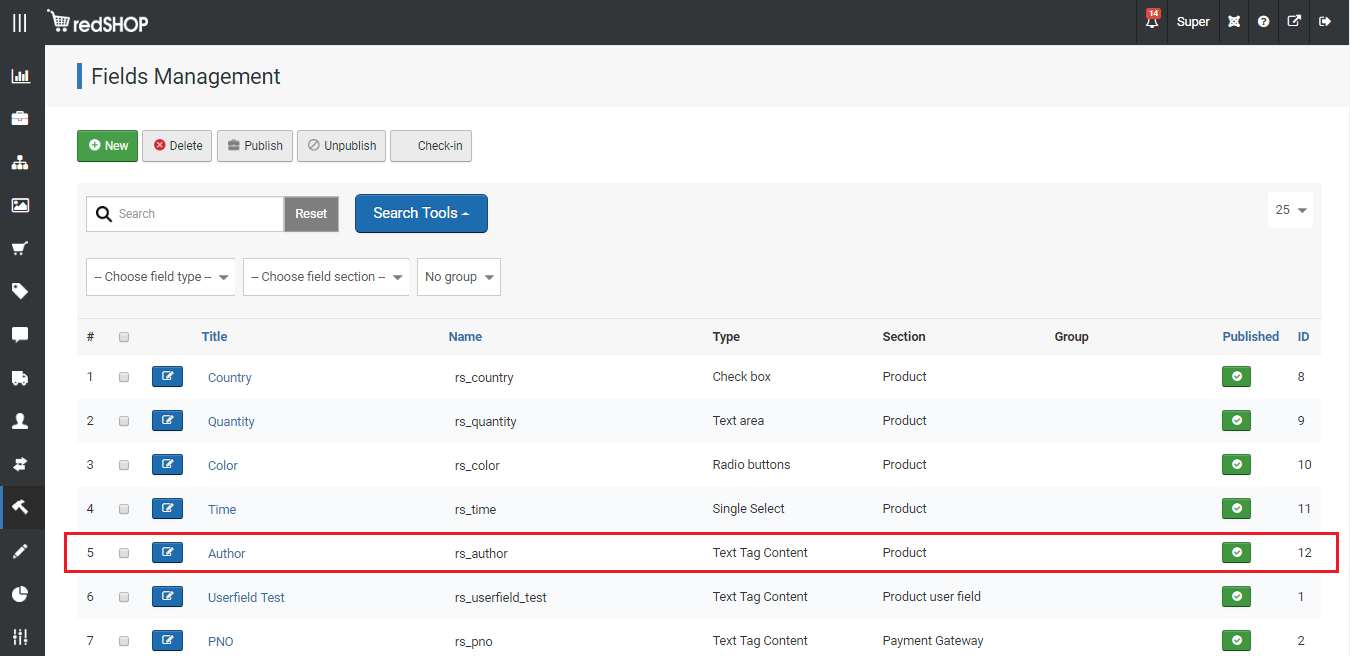 redSHOP
14
Super
Fields Management
New Delete Publish Unpublish Check-in
Search Reset Search Tools 25
-- Choose field type -- -- Choose field section -- No group
# Title Name Type Section Group Published ID
1 Country rs_country Check box Product 8
2 Quantity rs_quantity Text area Product 9
3 Color rs_color Radio buttons Product 10
4 Time rs_time Single Select Product 11
5 Author rs_author Text Tag Content Product 12
6 Userfield Test rs_userfield_test Text Tag Content Product user field 1
7 PNO rs_pno Text Tag Content Payment Gateway 2